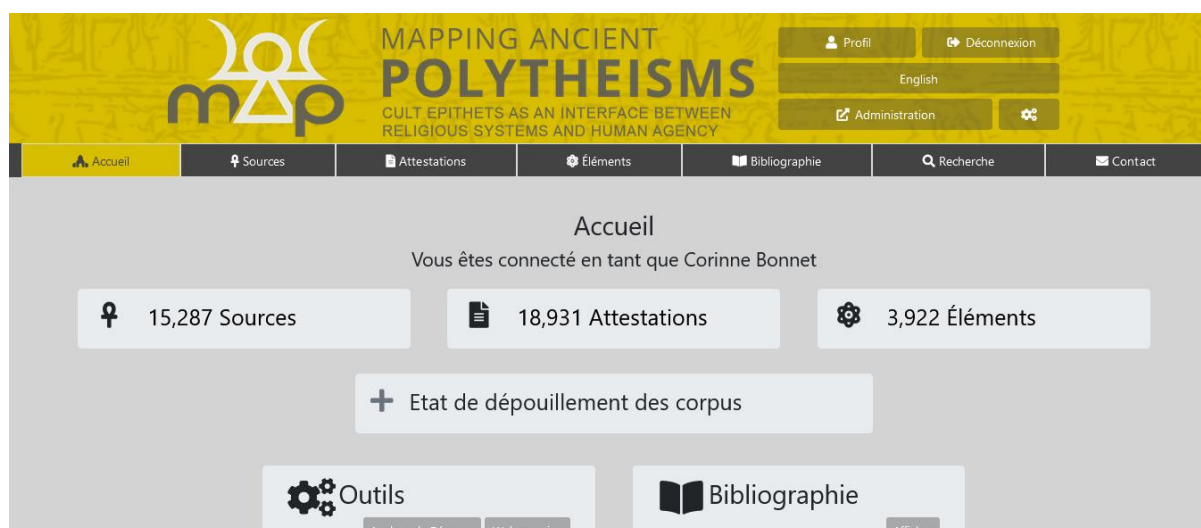 map
MAPPING ANCIENT
POLYTHEISMS
CULT EPITHETS AS AN INTERFACE BETWEEN
RELIGIOUS SYSTEMS AND HUMAN AGENCY
Profil
Déconnexion
English
Administration
Accueil
Sources
Attestations
Éléments
Bibliographie
Recherche
Contact
Accueil
Vous êtes connecté en tant que Corinne Bonnet
15,287 Sources
18,931 Attestations
3,922 Éléments
Etat de dépouillement des corpus
Outils
Bibliographie